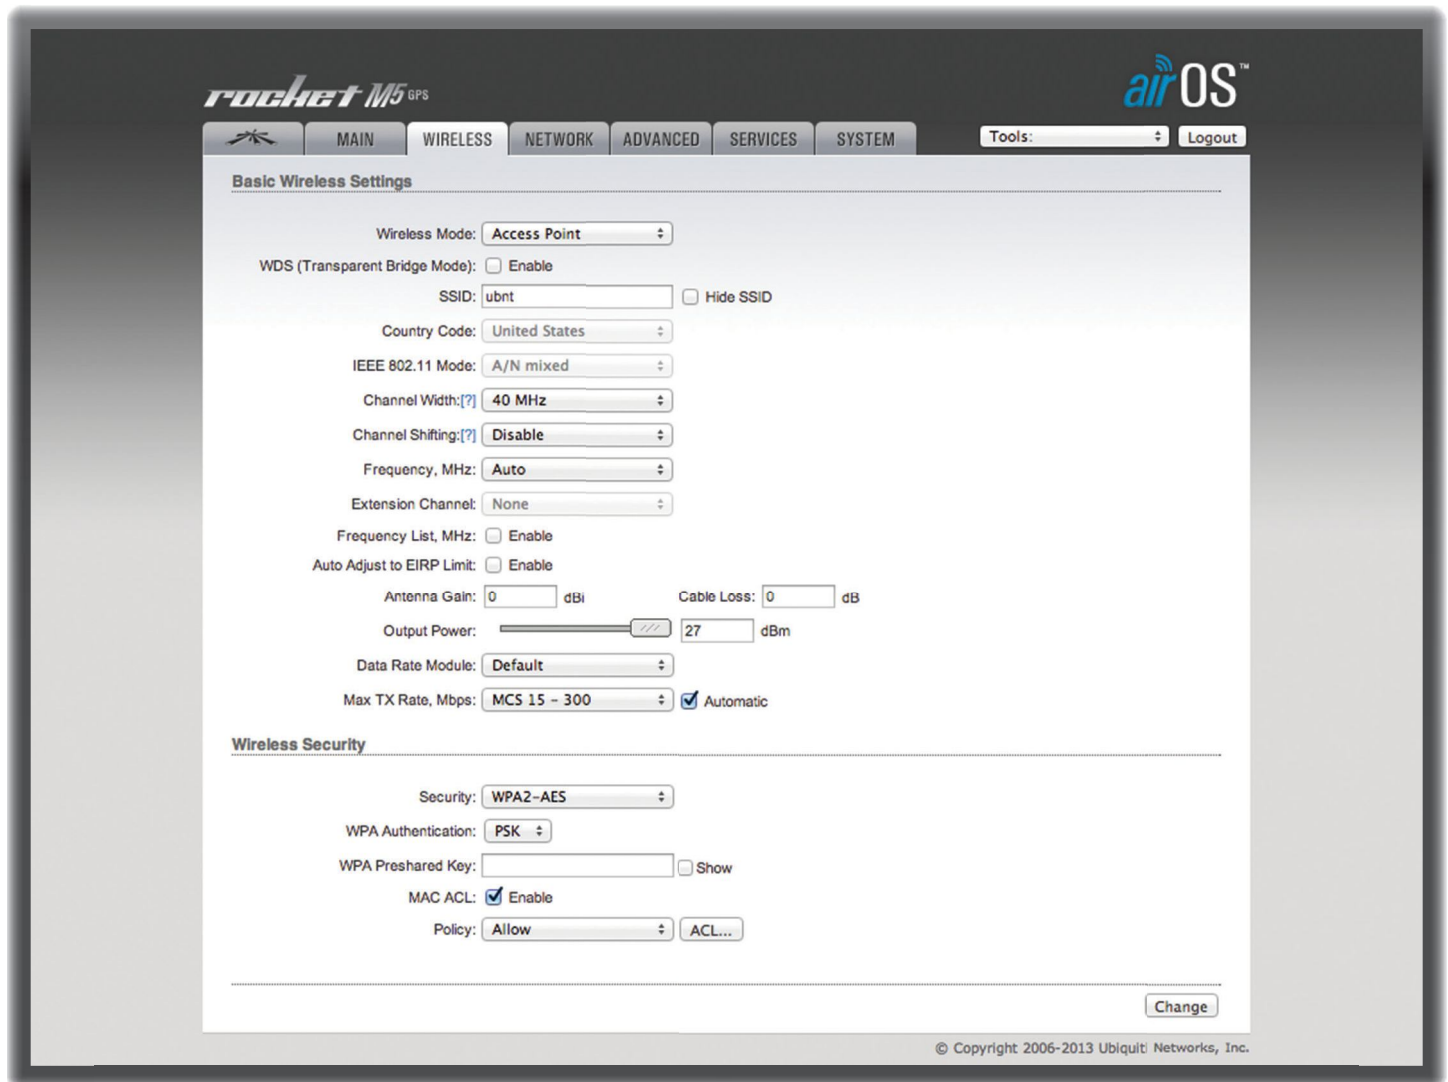 rocket M5 GPS
airOS™
MAIN WIRELESS NETWORK ADVANCED SERVICES SYSTEM Tools: Logout
Basic Wireless Settings
Wireless Mode: Access Point
WDS (Transparent Bridge Mode): Enable
SSID: ubnt Hide SSID
Country Code: United States
IEEE 802.11 Mode: A/N mixed
Channel Width:[?] 40 MHz
Channel Shifting:[?] Disable
Frequency, MHz: Auto
Extension Channel: None
Frequency List, MHz: Enable
Auto Adjust to EIRP Limit: Enable
Antenna Gain: 0 dBi Cable Loss: 0 dB
Output Power: 27 dBm
Data Rate Module: Default
Max TX Rate, Mbps: MCS 15 - 300 Automatic
Wireless Security
Security: WPA2-AES
WPA Authentication: PSK
WPA Preshared Key: Show
MAC ACL: Enable
Policy: Allow ACL...
Change
© Copyright 2006-2013 Ubiquiti Networks, Inc.